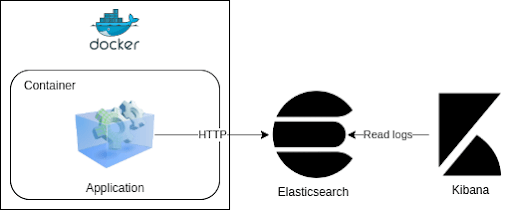 docker
Container
HTTP
Read logs
Application
Elasticsearch
Kibana